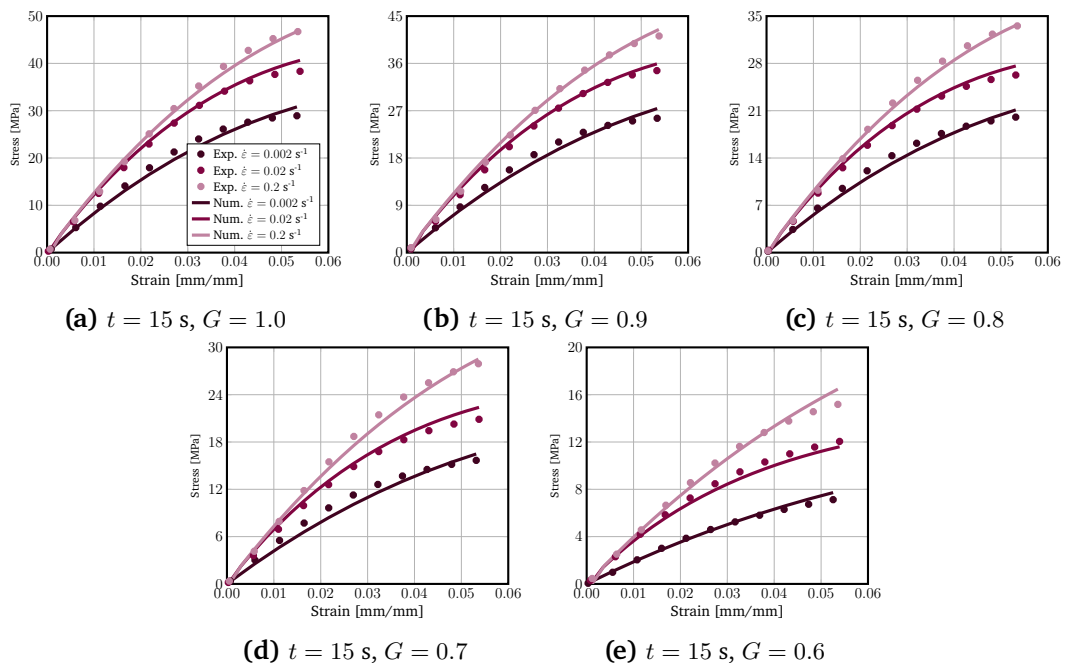 50
40
30
20
10
0
Stress [MPa]
0.00 0.01 0.02 0.03 0.04 0.05 0.06
Strain [mm/mm]
Exp. ε̇ = 0.002 s⁻¹
Exp. ε̇ = 0.02 s⁻¹
Exp. ε̇ = 0.2 s⁻¹
Num. ε̇ = 0.002 s⁻¹
Num. ε̇ = 0.02 s⁻¹
Num. ε̇ = 0.2 s⁻¹
(a) t = 15 s, G = 1.0
45
36
27
18
9
0
Stress [MPa]
0.00 0.01 0.02 0.03 0.04 0.05 0.06
Strain [mm/mm]
(b) t = 15 s, G = 0.9
35
28
21
14
7
0
Stress [MPa]
0.00 0.01 0.02 0.03 0.04 0.05 0.06
Strain [mm/mm]
(c) t = 15 s, G = 0.8
30
24
18
12
6
0
Stress [MPa]
0.00 0.01 0.02 0.03 0.04 0.05 0.06
Strain [mm/mm]
(d) t = 15 s, G = 0.7
20
16
12
8
4
0
Stress [MPa]
0.00 0.01 0.02 0.03 0.04 0.05 0.06
Strain [mm/mm]
(e) t = 15 s, G = 0.6